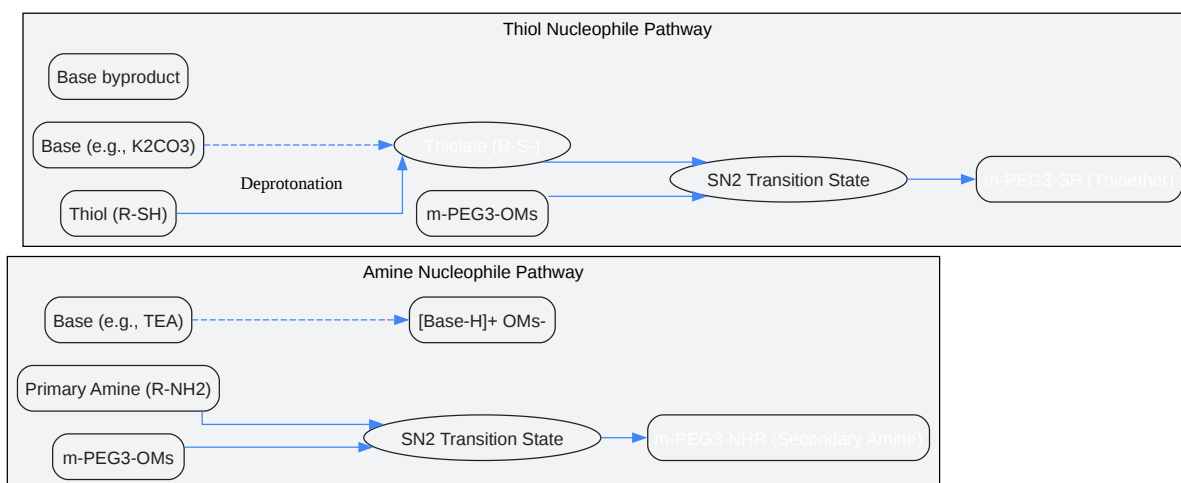 Thiol Nucleophile Pathway
Base byproduct
Base (e.g., K2CO3)
Thiolate (R-S-)
Deprotonation
SN2 Transition State
m-PEG3-SR (Thioether)
Thiol (R-SH)
m-PEG3-OMs
Amine Nucleophile Pathway
Base (e.g., TEA)
[Base-H]+ OMs-
Primary Amine (R-NH2)
SN2 Transition State
m-PEG3-NHR (Secondary Amine)
m-PEG3-OMs